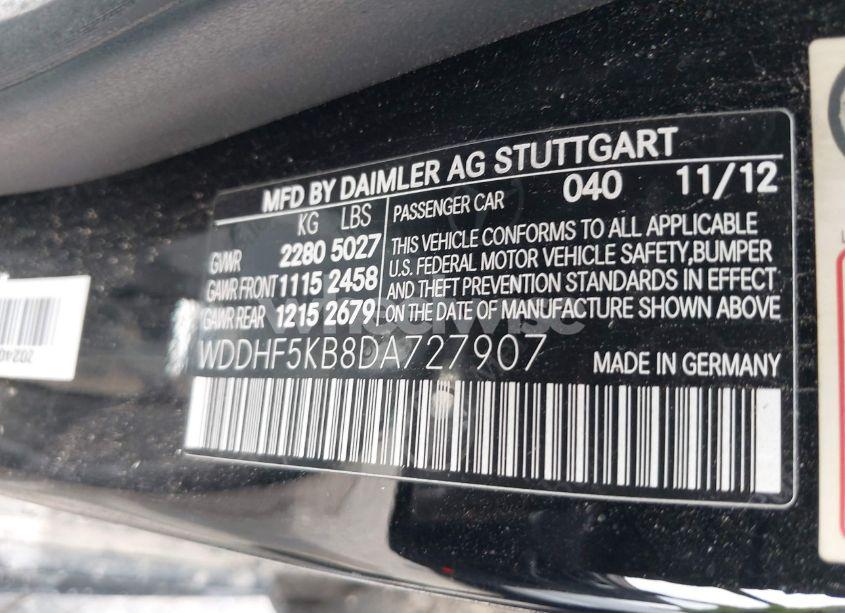 MFD BY DAIMLER AG STUTTGART
KG LBS
PASSENGER CAR 040 11/12
GVWR 2280 5027
GAWR FRONT 1115 2458
GAWR REAR 1215 2679
THIS VEHICLE CONFORMS TO ALL APPLICABLE
U.S. FEDERAL MOTOR VEHICLE SAFETY,BUMPER
AND THEFT PREVENTION STANDARDS IN EFFECT
ON THE DATE OF MANUFACTURE SHOWN ABOVE
WDDHF5KB8DA727907
MADE IN GERMANY